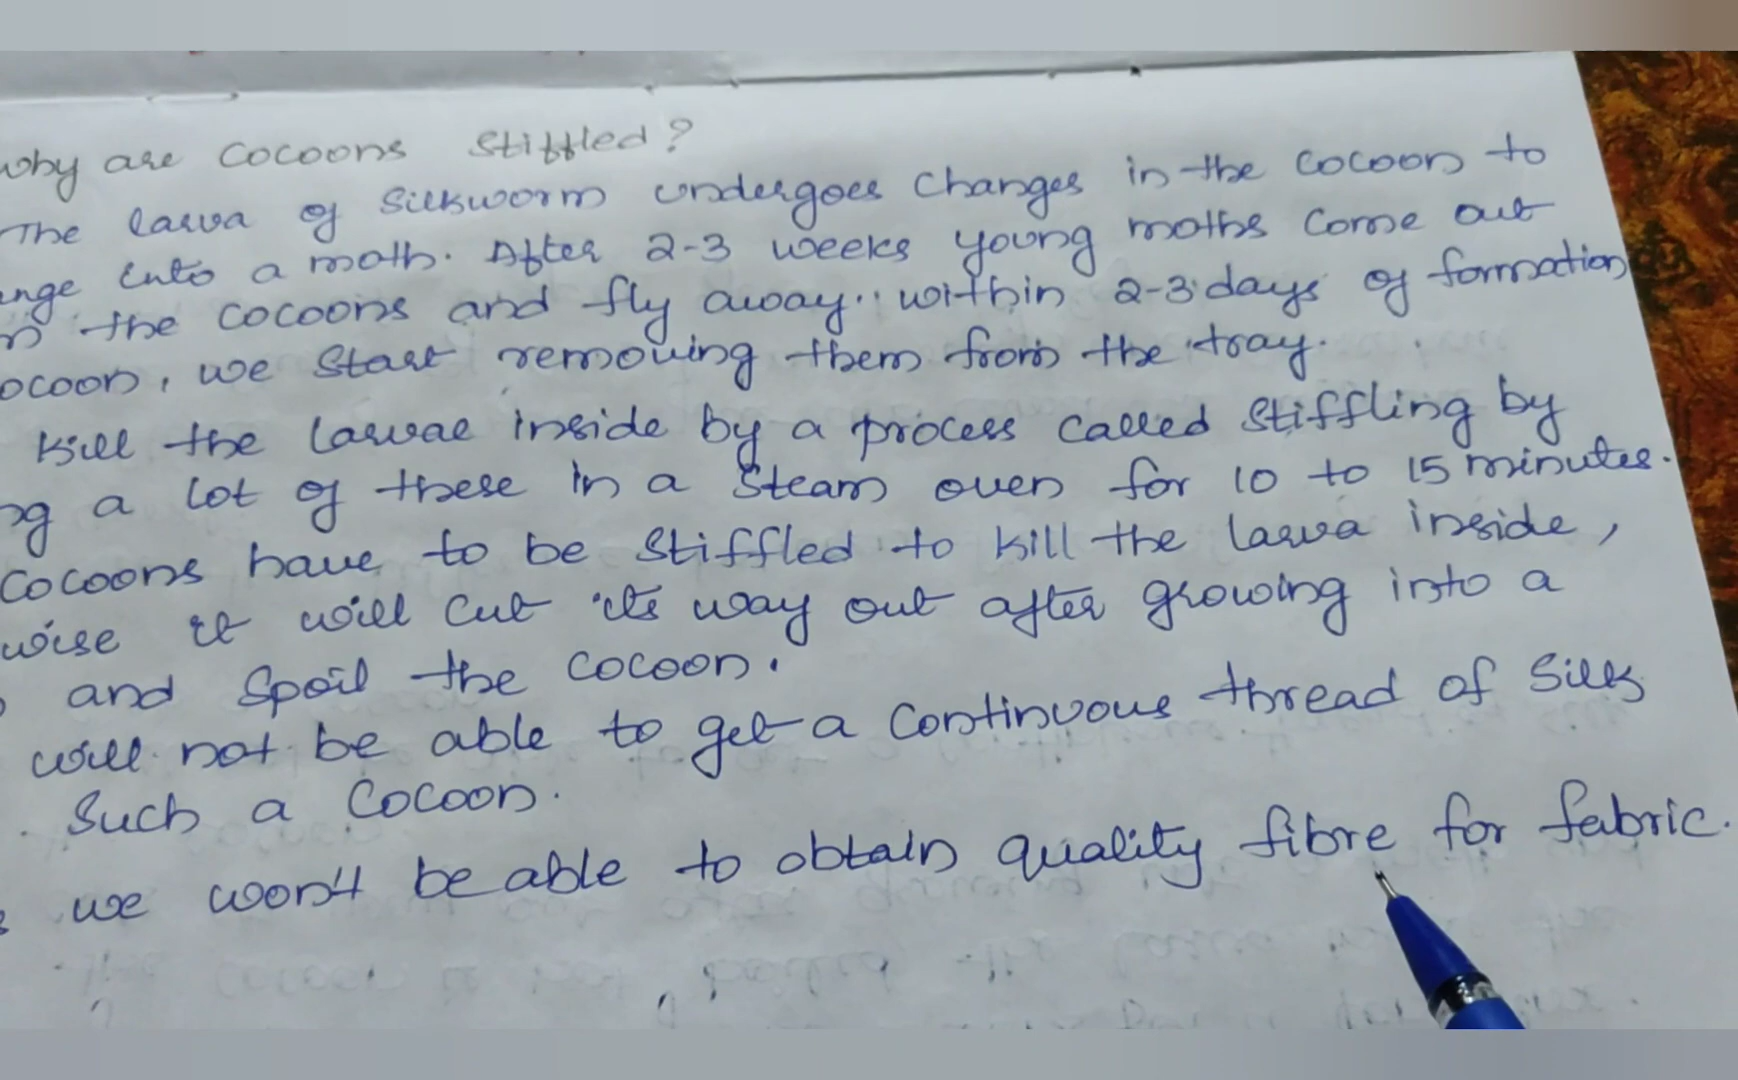 why are cocoons stiffled?
The larva of silkworm undergoes changes in the cocoon to
into a moth. After 2-3 weeks young moths come out
the cocoons and fly away. within 2-3 days of formation
we start removing them from the tray.
kill the larvae inside by a process called stiffling by
a lot of these in a steam oven for 10 to 15 minutes.
Cocoons have to be stiffled to kill the larva inside,
it will cut its way out after growing into a
and spoil the cocoon.
will not be able to get a continuous thread of silk
such a cocoon.
we won't be able to obtain quality fibre for fabric.